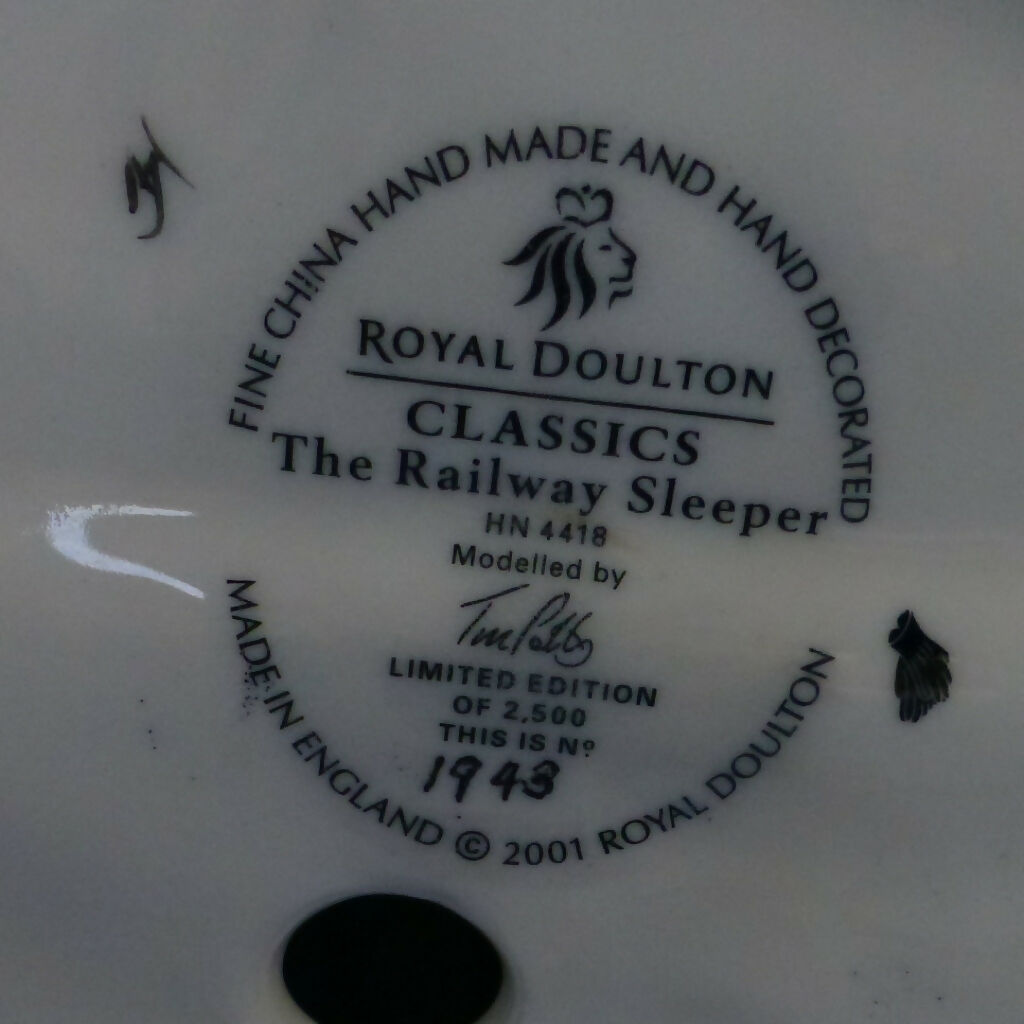 FINE CHINA HAND MADE AND HAND DECORATED
ROYAL DOULTON
CLASSICS
The Railway Sleeper
HN 4418
Modelled by
LIMITED EDITION
OF 2,500
THIS IS Nº
1943
MADE IN ENGLAND © 2001 ROYAL DOULTON